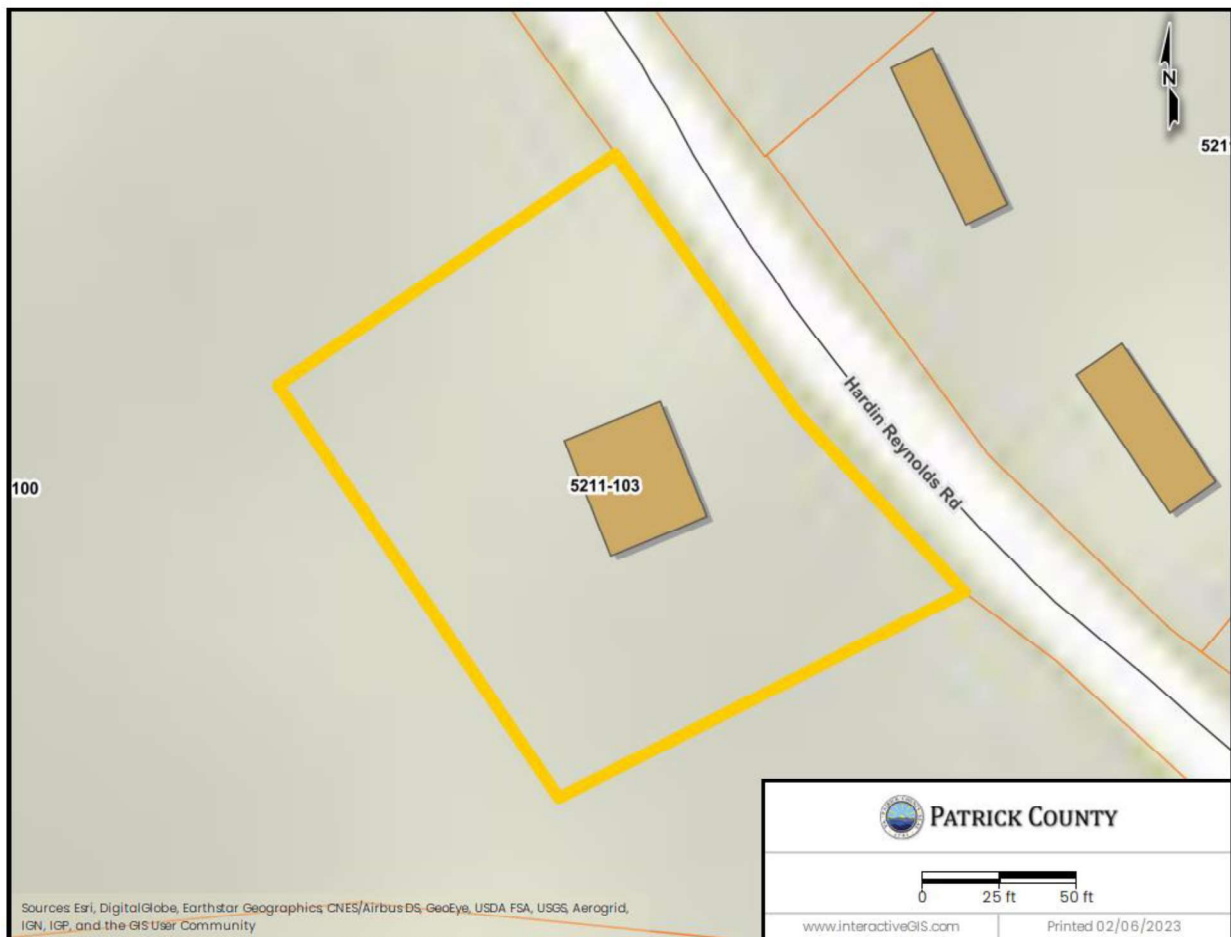 N
521
Hardin Reynolds Rd
100
5211-103
PATRICK COUNTY
0 25 ft 50 ft
Sources: Esri, DigitalGlobe, Earthstar Geographics, CNES/Airbus DS, GeoEye, USDA FSA, USGS, Aerogrid,
IGN, IGP, and the GIS User Community
www.interactiveGIS.com Printed 02/06/2023